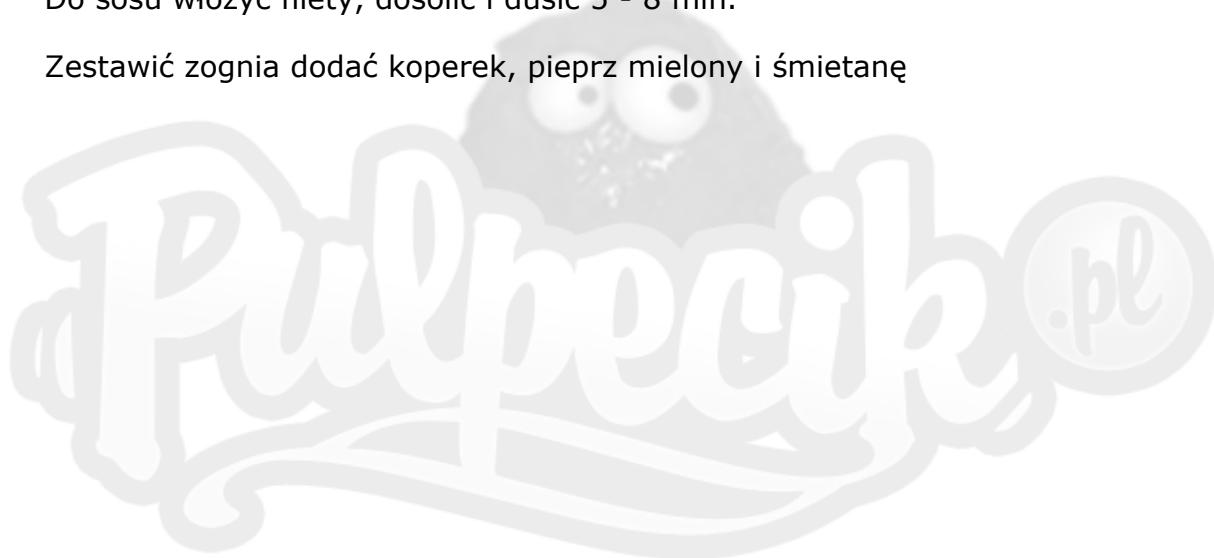 Do sosu włożyć filety, dosolić i dusić 5 - 8 min.
Zestawić zognia dodać koperek, pieprz mielony i śmietanę
Pulpecik .pl